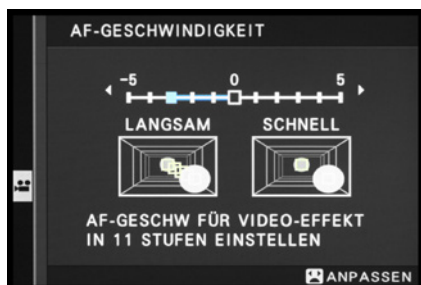 AF-GESCHWINDIGKEIT
-5 0 5
LANGSAM SCHNELL
AF-GESCHW FÜR VIDEO-EFFEKT
IN 11 STUFEN EINSTELLEN
ANPASSEN